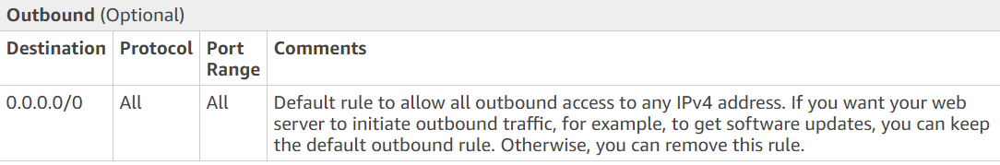 Outbound (Optional)
Destination Protocol Port Range Comments
0.0.0.0/0 All All Default rule to allow all outbound access to any IPv4 address. If you want your web
server to initiate outbound traffic, for example, to get software updates, you can keep
the default outbound rule. Otherwise, you can remove this rule.